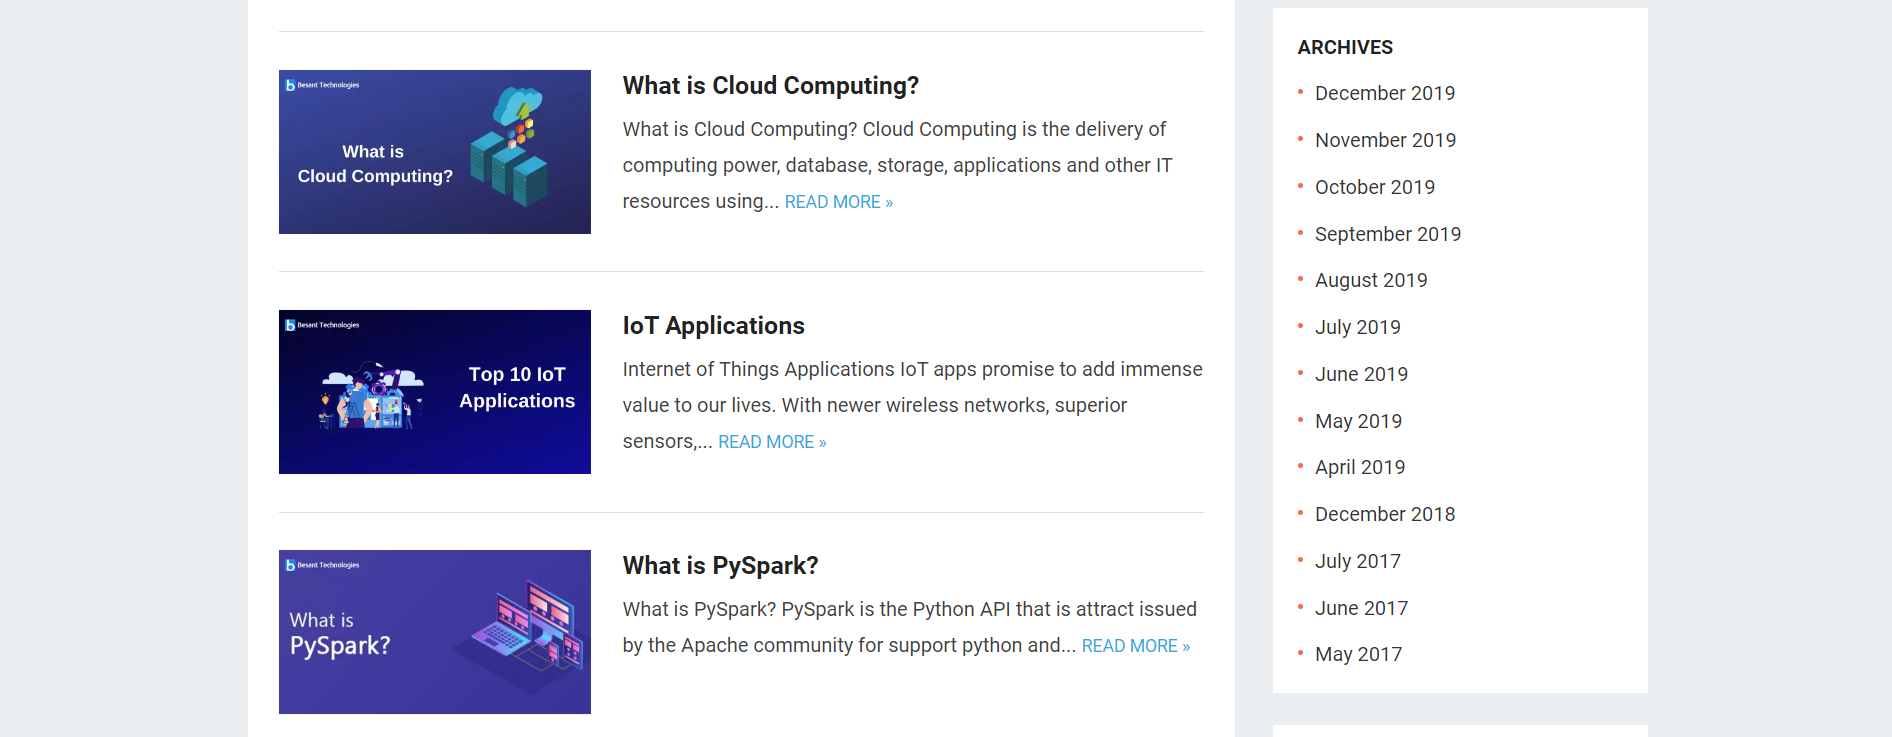 Besant Technologies
What is
Cloud Computing?
What is Cloud Computing?
What is Cloud Computing? Cloud Computing is the delivery of
computing power, database, storage, applications and other IT
resources using... READ MORE »
Besant Technologies
Top 10 IoT
Applications
IoT Applications
Internet of Things Applications IoT apps promise to add immense
value to our lives. With newer wireless networks, superior
sensors,... READ MORE »
Besant Technologies
What is
PySpark?
What is PySpark?
What is PySpark? PySpark is the Python API that is attract issued
by the Apache community for support python and... READ MORE »
ARCHIVES
December 2019
November 2019
October 2019
September 2019
August 2019
July 2019
June 2019
May 2019
April 2019
December 2018
July 2017
June 2017
May 2017